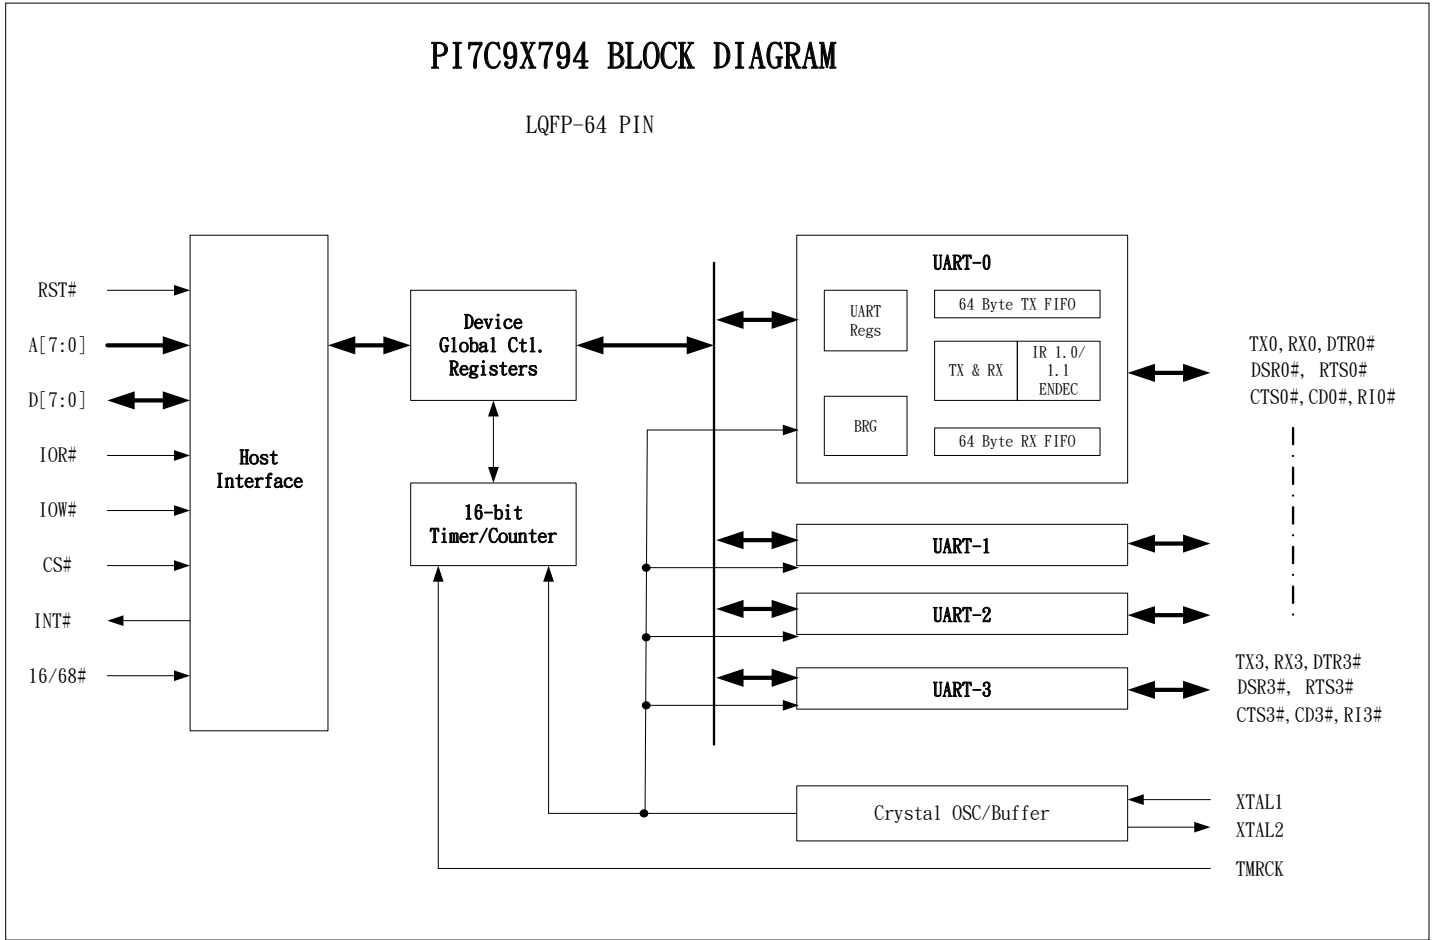 PI7C9X794 BLOCK DIAGRAM
LQFP-64 PIN
RST#
A[7:0]
D[7:0]
IOR#
IOW#
CS#
INT#
16/68#
Host
Interface
Device
Global Ctl.
Registers
16-bit
Timer/Counter
UART-0
UART
Regs
BRG
64 Byte TX FIFO
TX & RX
IR 1.0/
1.1
ENDEC
64 Byte RX FIFO
UART-1
UART-2
UART-3
Crystal OSC/Buffer
TX0, RX0, DTR0#
DSR0#, RTS0#
CTS0#, CD0#, RI0#
TX3, RX3, DTR3#
DSR3#, RTS3#
CTS3#, CD3#, RI3#
XTAL1
XTAL2
TMRCK